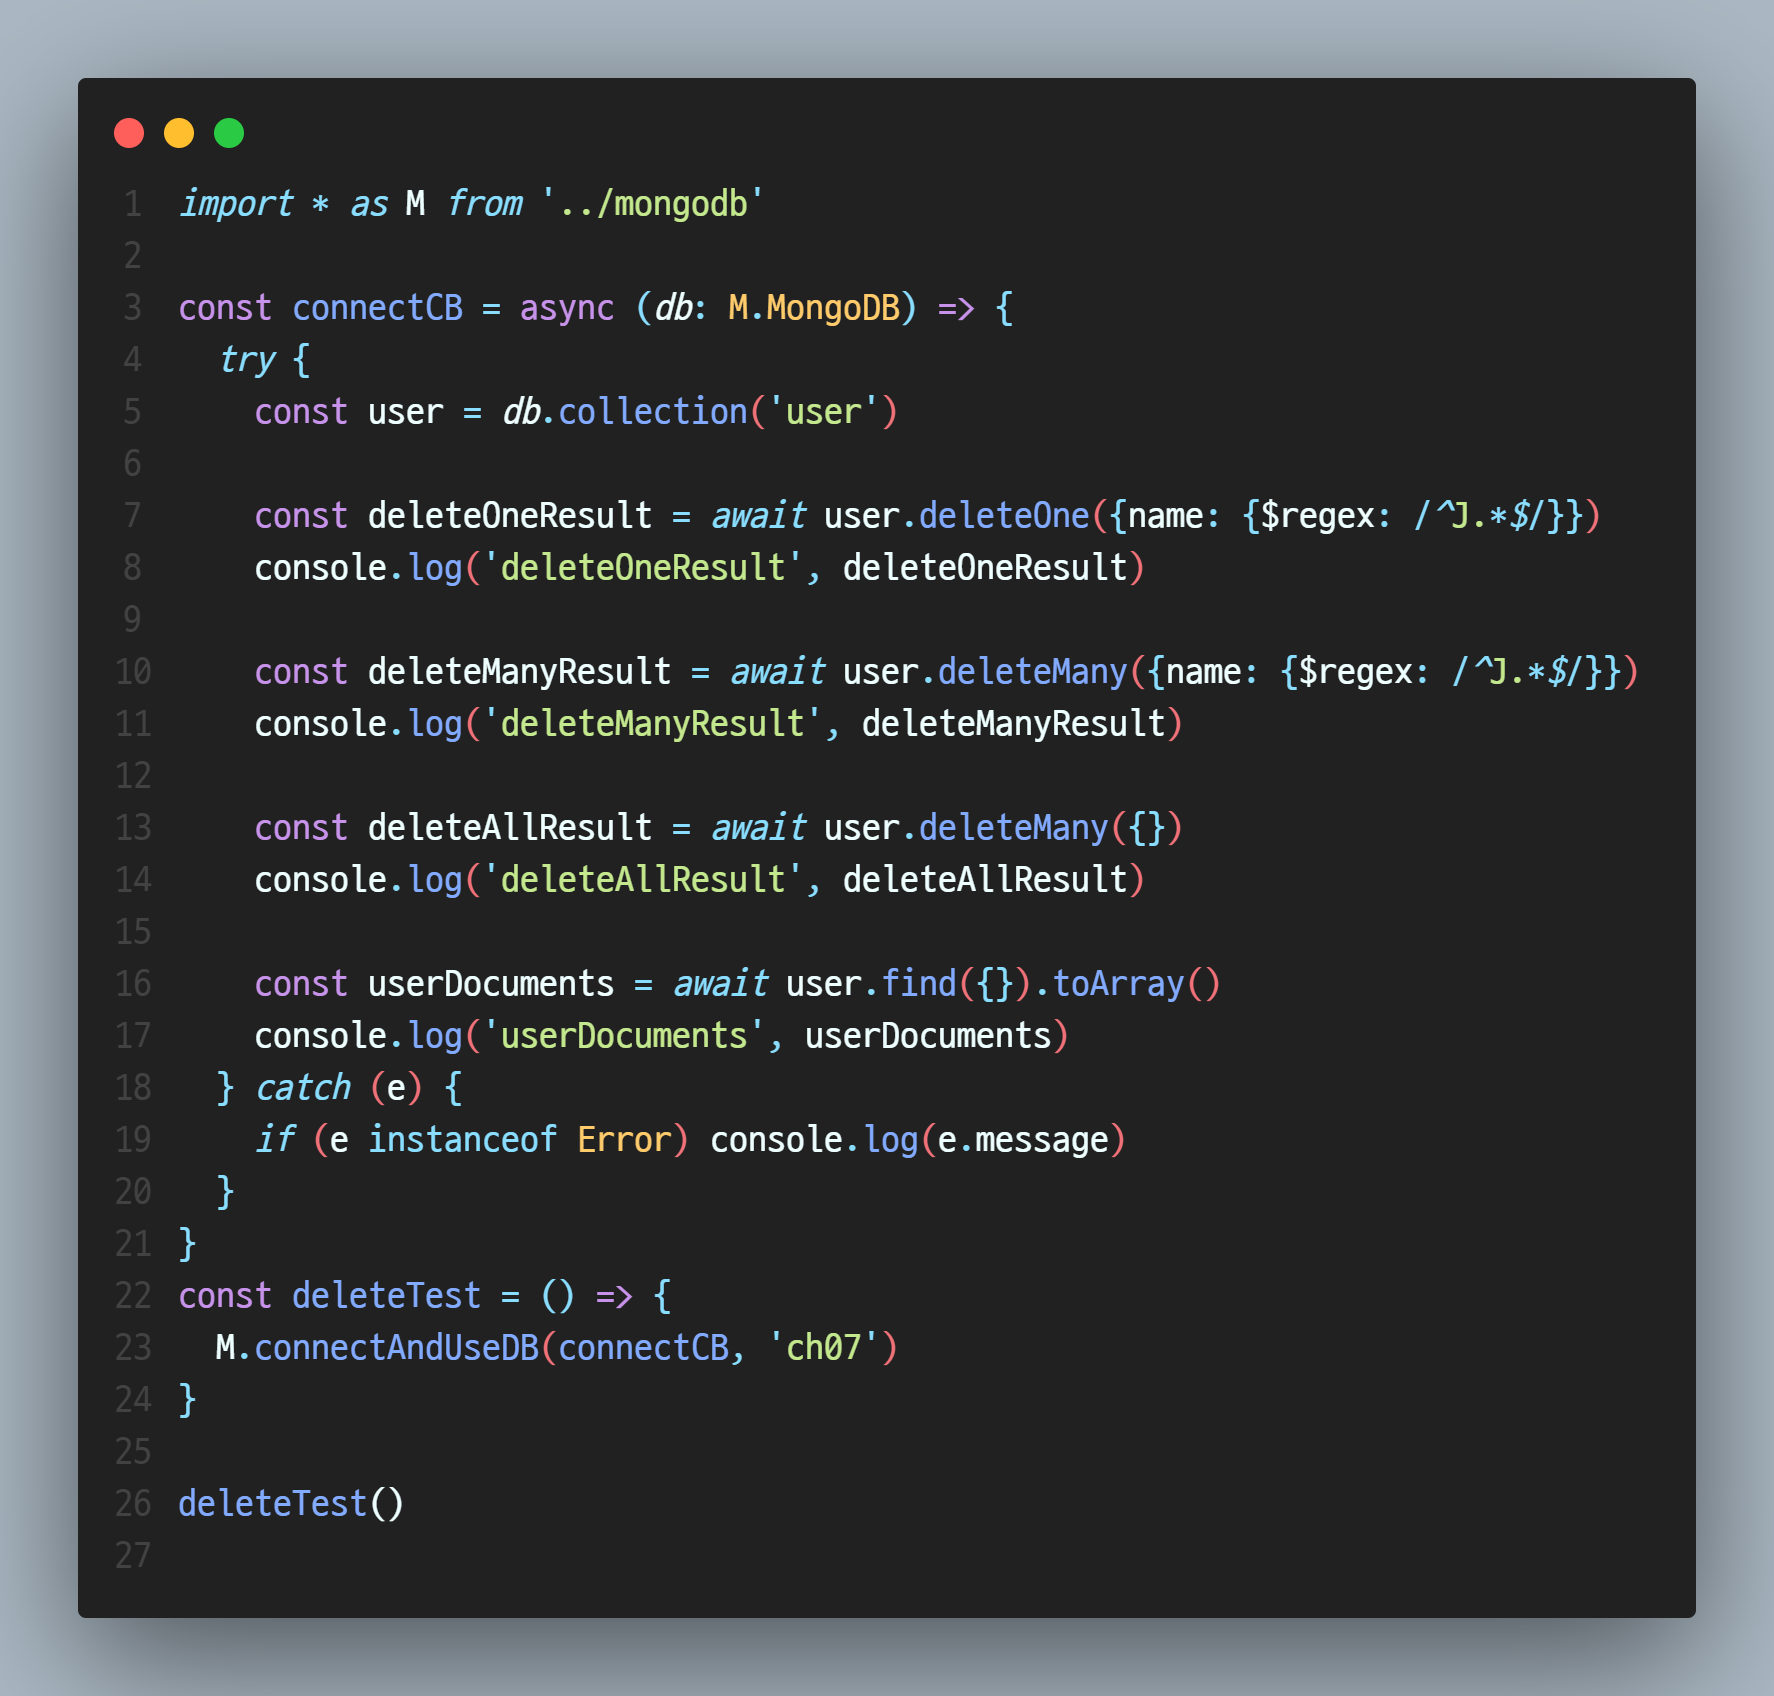 1 import * as M from '../mongodb'
2
3 const connectCB = async (db: M.MongoDB) => {
4   try {
5     const user = db.collection('user')
6
7     const deleteOneResult = await user.deleteOne({name: {$regex: /^J.*$/}})
8     console.log('deleteOneResult', deleteOneResult)
9
10     const deleteManyResult = await user.deleteMany({name: {$regex: /^J.*$/}})
11     console.log('deleteManyResult', deleteManyResult)
12
13     const deleteAllResult = await user.deleteMany({})
14     console.log('deleteAllResult', deleteAllResult)
15
16     const userDocuments = await user.find({}).toArray()
17     console.log('userDocuments', userDocuments)
18   } catch (e) {
19     if (e instanceof Error) console.log(e.message)
20   }
21 }
22 const deleteTest = () => {
23   M.connectAndUseDB(connectCB, 'ch07')
24 }
25
26 deleteTest()
27